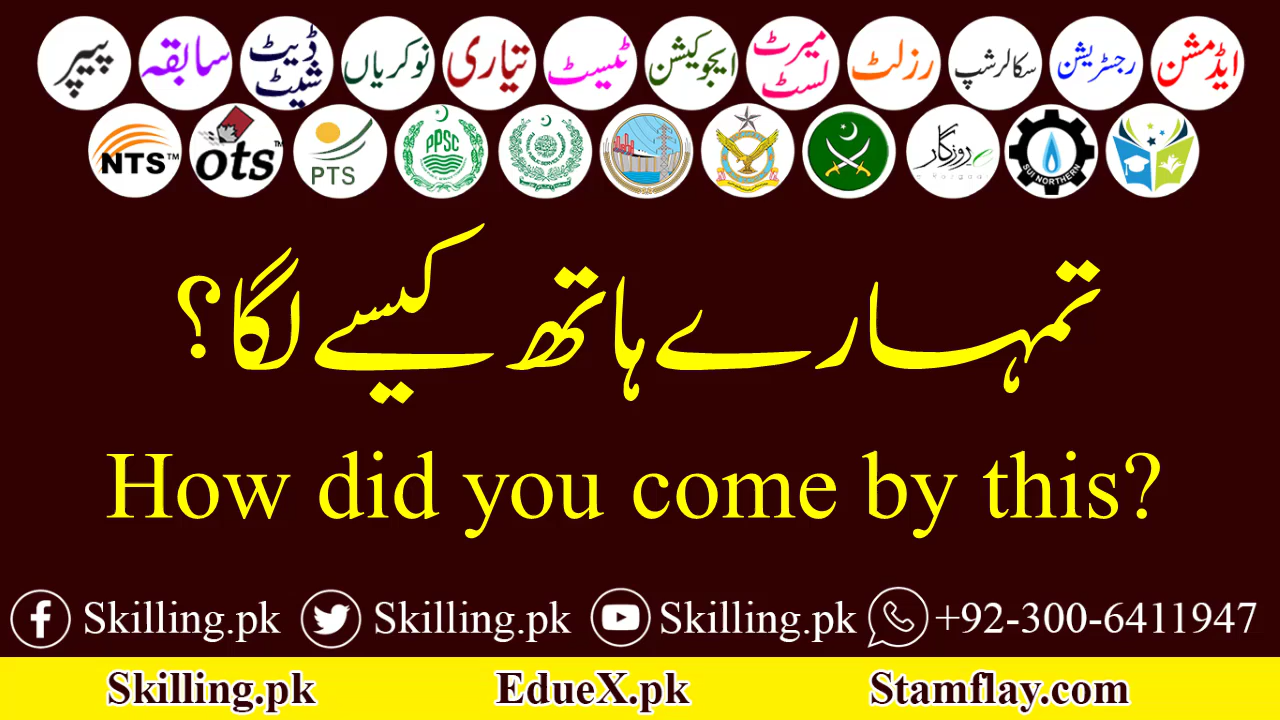 ایڈمشن رجسٹریشن سکالرشپ رزلٹ میرٹ لسٹ ایجوکیشن ٹیسٹ تیاری نوکریاں ڈیٹ شیٹ سابقہ پیپر
NTS™ OTS™ PTS PPSC روزگار SUI NORTHERN
تمہارے ہاتھ کیسے لگا؟
How did you come by this?
Skilling.pk Skilling.pk Skilling.pk +92-300-6411947
Skilling.pk EdueX.pk Stamflay.com